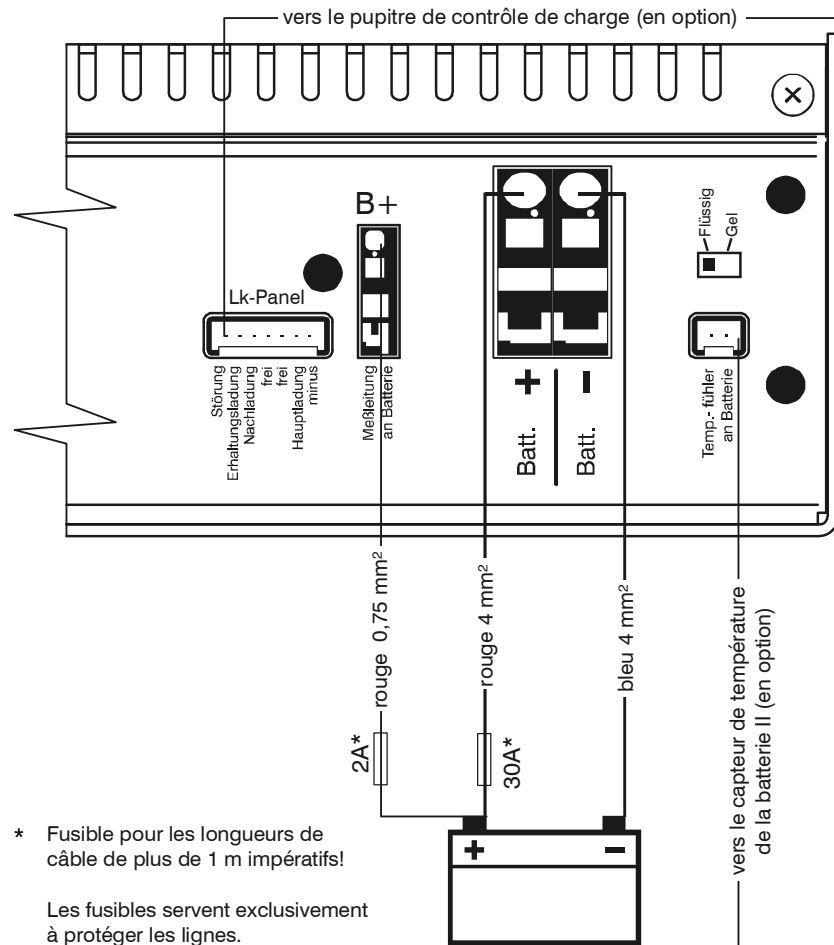 vers le pupitre de contrôle de charge (en option)
B+
Flüssig
Gel
Lk-Panel
Störung
Erhaltungsladung
Nachladung
frei
frei
Hauptladung
minus
Meßleitung
an Batterie
+
-
Batt.
Batt.
Temp.- fühler
an Batterie
rouge 0,75 mm²
rouge 4 mm²
bleu 4 mm²
vers le capteur de température
de la batterie II (en option)
2A*
30A*
+
-
* Fusible pour les longueurs de
câble de plus de 1 m impératifs!
Les fusibles servent exclusivement
à protéger les lignes.